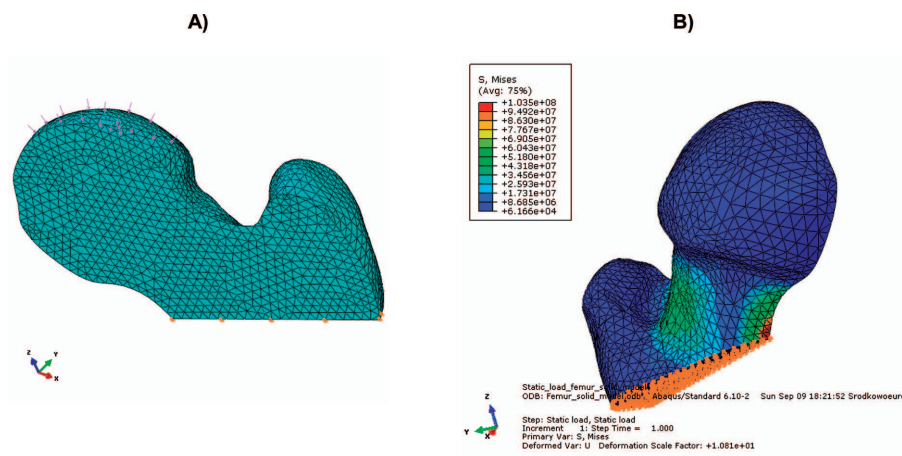 A)
B)
S, Mises
(Avg: 75%)
+1.035e+08
+9.492e+07
+8.630e+07
+7.767e+07
+6.905e+07
+6.043e+07
+5.180e+07
+4.318e+07
+3.456e+07
+2.593e+07
+1.731e+07
+8.685e+06
+6.166e+04
Z
Y
X
Z
Y
X
Static_load_femur_solid_model
ODB: Femur_solid_model.odb Abaqus/Standard 6.10-2 Sun Sep 09 18:21:52 Srodkowoeur
Step: Static load, Static load
Increment 1: Step Time = 1.000
Primary Var: S, Mises
Deformed Var: U Deformation Scale Factor: +1.081e+01